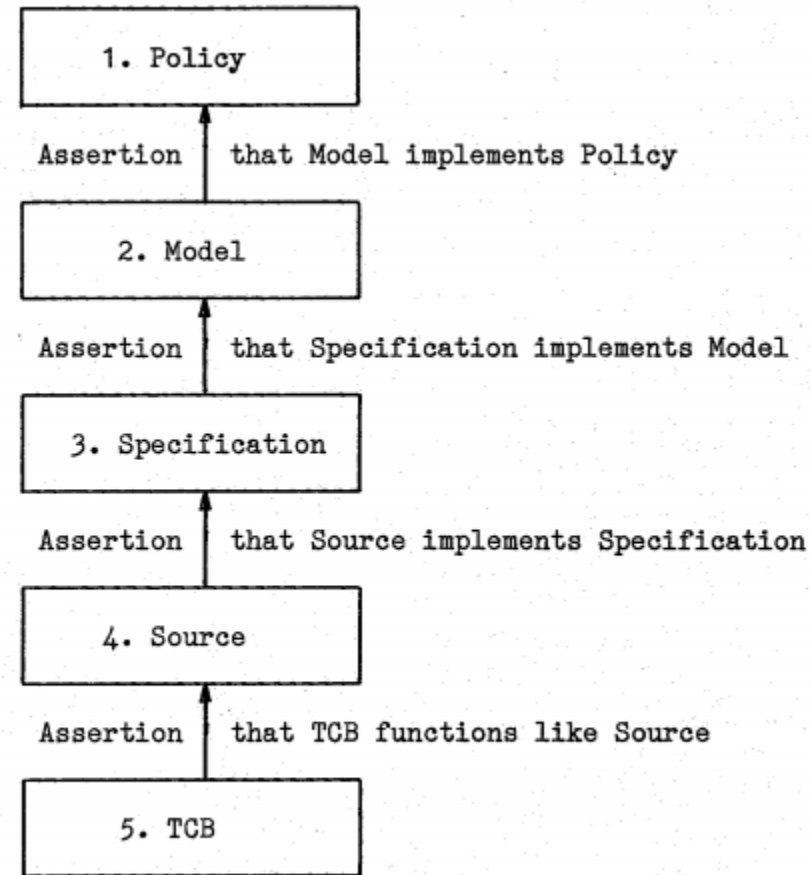 1. Policy
Assertion that Model implements Policy
2. Model
Assertion that Specification implements Model
3. Specification
Assertion that Source implements Specification
4. Source
Assertion that TCB functions like Source
5. TCB